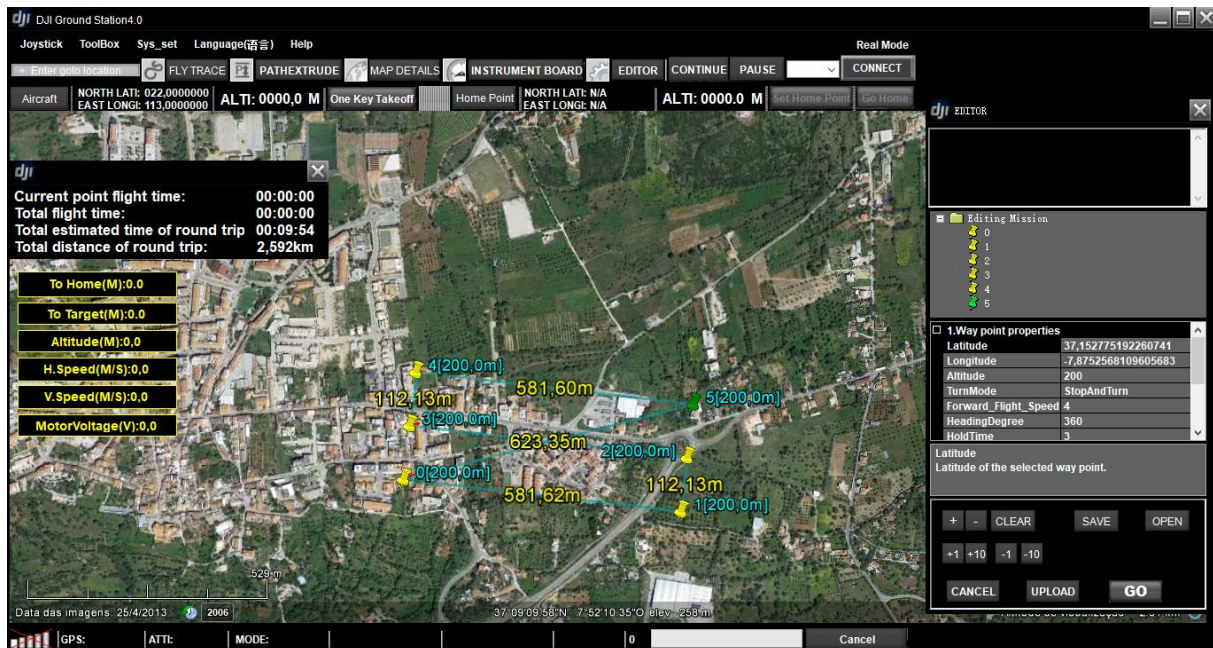 dji DJI Ground Station4.0
Joystick ToolBox Sys_set Language(语言) Help Real Mode
Enter goto location FLY TRACE PATHEXTRUDE MAP DETAILS INSTRUMENT BOARD EDITOR CONTINUE PAUSE CONNECT
Aircraft NORTH LATI: 022,0000000 ALTI: 0000,0 M One Key Takeoff Home Point NORTH LATI: N/A ALTI: 0000.0 M Set Home Point Go Home
EAST LONGI: 113,0000000 EAST LONGI: N/A
dji
Current point flight time: 00:00:00
Total flight time: 00:00:00
Total estimated time of round trip 00:09:54
Total distance of round trip: 2,592km
To Home(M):0.0
To Target(M):0.0
Altitude(M):0,0
H.Speed(M/S):0,0
V.Speed(M/S):0,0
MotorVoltage(V):0,0
4[200,0m]
581,60m
5[200,0m]
112,13m
3[200,0m]
623,35m
2[200,0m]
0[200,0m]
112,13m
581,62m
1[200,0m]
529 m
Data das imagens 25/4/2013 2006
37°09'09.58"N 7°52'10.35"O elev 258 m
dji EDITOR
Editing Mission
0
1
2
3
4
5
1.Way point properties
Latitude 37,152775192260741
Longitude -7,8752568109605683
Altitude 200
TurnMode StopAndTurn
Forward_Flight_Speed 4
HeadingDegree 360
HoldTime 3
Latitude
Latitude of the selected way point.
+ - CLEAR SAVE OPEN
+1 +10 -1 -10
CANCEL UPLOAD GO
GPS: ATTI: MODE: 0 Cancel